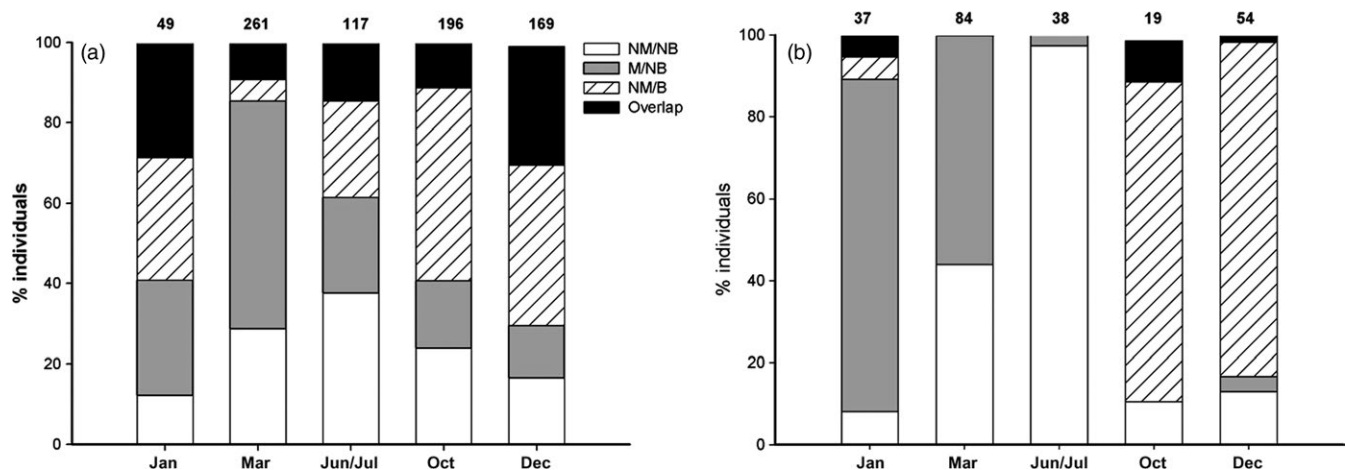 49 261 117 196 169
(a)
% individuals
100
80
60
40
20
0
Jan Mar Jun/Jul Oct Dec
NM/NB
M/NB
NM/B
Overlap
37 84 38 19 54
(b)
% individuals
100
80
60
40
20
0
Jan Mar Jun/Jul Oct Dec